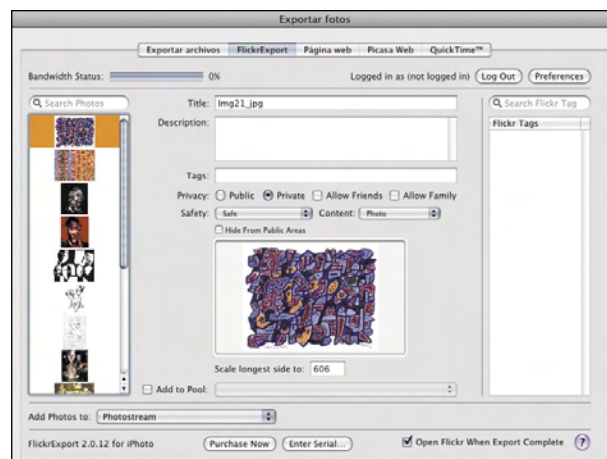 Exportar fotos
Exportar archivos FlickrExport Página web Picasa Web QuickTime™
Bandwidth Status: 0% Logged in as (not logged in) Log Out Preferences
Search Photos Title: Img21_jpg Search Flickr Tag
Description: Flickr Tags
Tags:
Privacy: Public Private Allow Friends Allow Family
Safety: Safe Content: Photo
Hide From Public Areas
Scale longest side to: 606
Add to Pool:
Add Photos to: Photostream
FlickrExport 2.0.12 for iPhoto Purchase Now Enter Serial... Open Flickr When Export Complete ?